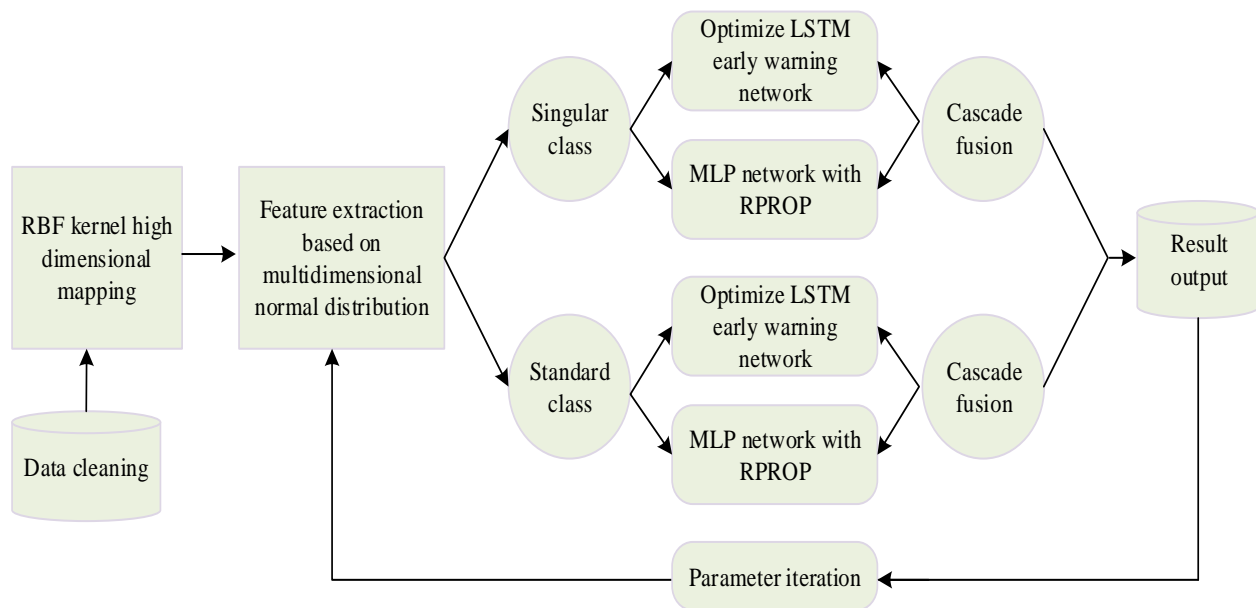 RBF kernel high
dimensional
mapping
Data cleaning
Feature extraction
based on
multidimensional
normal distribution
Singular
class
Standard
class
Optimize LSTM
early warning
network
MLP network with
RPROP
Optimize LSTM
early warning
network
MLP network with
RPROP
Cascade
fusion
Cascade
fusion
Result
output
Parameter iteration